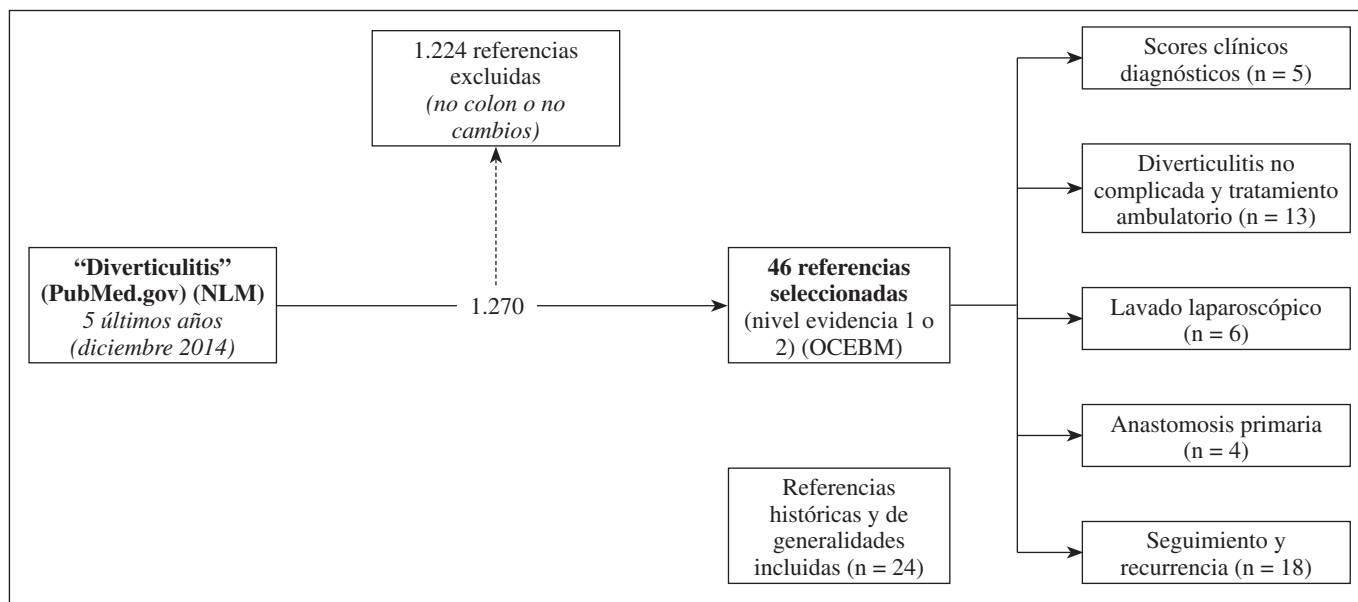 1.224 referencias
excluidas
(no colon o no
cambios)
“Diverticulitis”
(PubMed.gov) (NLM)
5 últimos años
(diciembre 2014)
1.270
46 referencias
seleccionadas
(nivel evidencia 1 o
2) (OCEBM)
Referencias
históricas y de
generalidades
incluidas (n = 24)
Scores clínicos
diagnósticos (n = 5)
Diverticulitis no
complicada y tratamiento
ambulatorio (n = 13)
Lavado laparoscópico
(n = 6)
Anastomosis primaria
(n = 4)
Seguimiento y
recurrencia (n = 18)